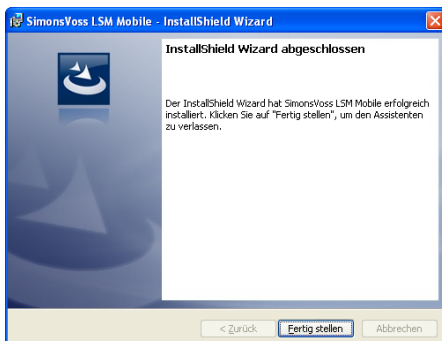 SimonsVoss LSM Mobile - InstallShield Wizard
InstallShield Wizard abgeschlossen
Der InstallShield Wizard hat SimonsVoss LSM Mobile erfolgreich
installiert. Klicken Sie auf "Fertig stellen", um den Assistenten
zu verlassen.
< Zurück Fertig stellen Abbrechen